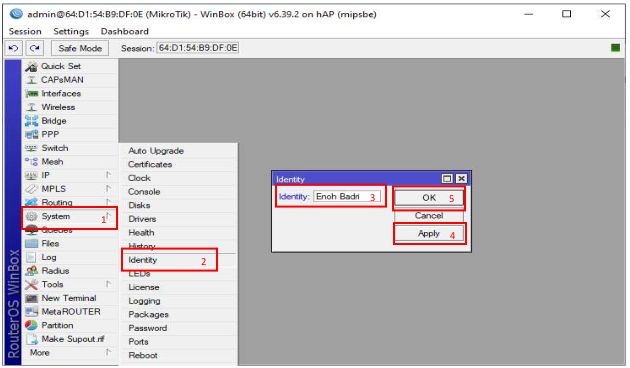 admin@64:D1:54:B9:DF:0E (MikroTik) - WinBox (64bit) v6.39.2 on hAP (mipsbe)
Session Settings Dashboard
Safe Mode Session: 64:D1:54:B9:DF:0E
Quick Set
CAPsMAN
Interfaces
Wireless
Bridge
PPP
Switch
Mesh
IP
MPLS
Routing
System 1
Queues
Files
Log
Radius
Tools
New Terminal
MetaROUTER
Partition
Make Supout.rif
More
RouterOS WinBox
Auto Upgrade
Certificates
Clock
Console
Disks
Drivers
Health
History
Identity 2
LEDs
License
Logging
Packages
Password
Ports
Reboot
Identity
Identity: Enoh Badri 3
OK 5
Cancel
Apply 4